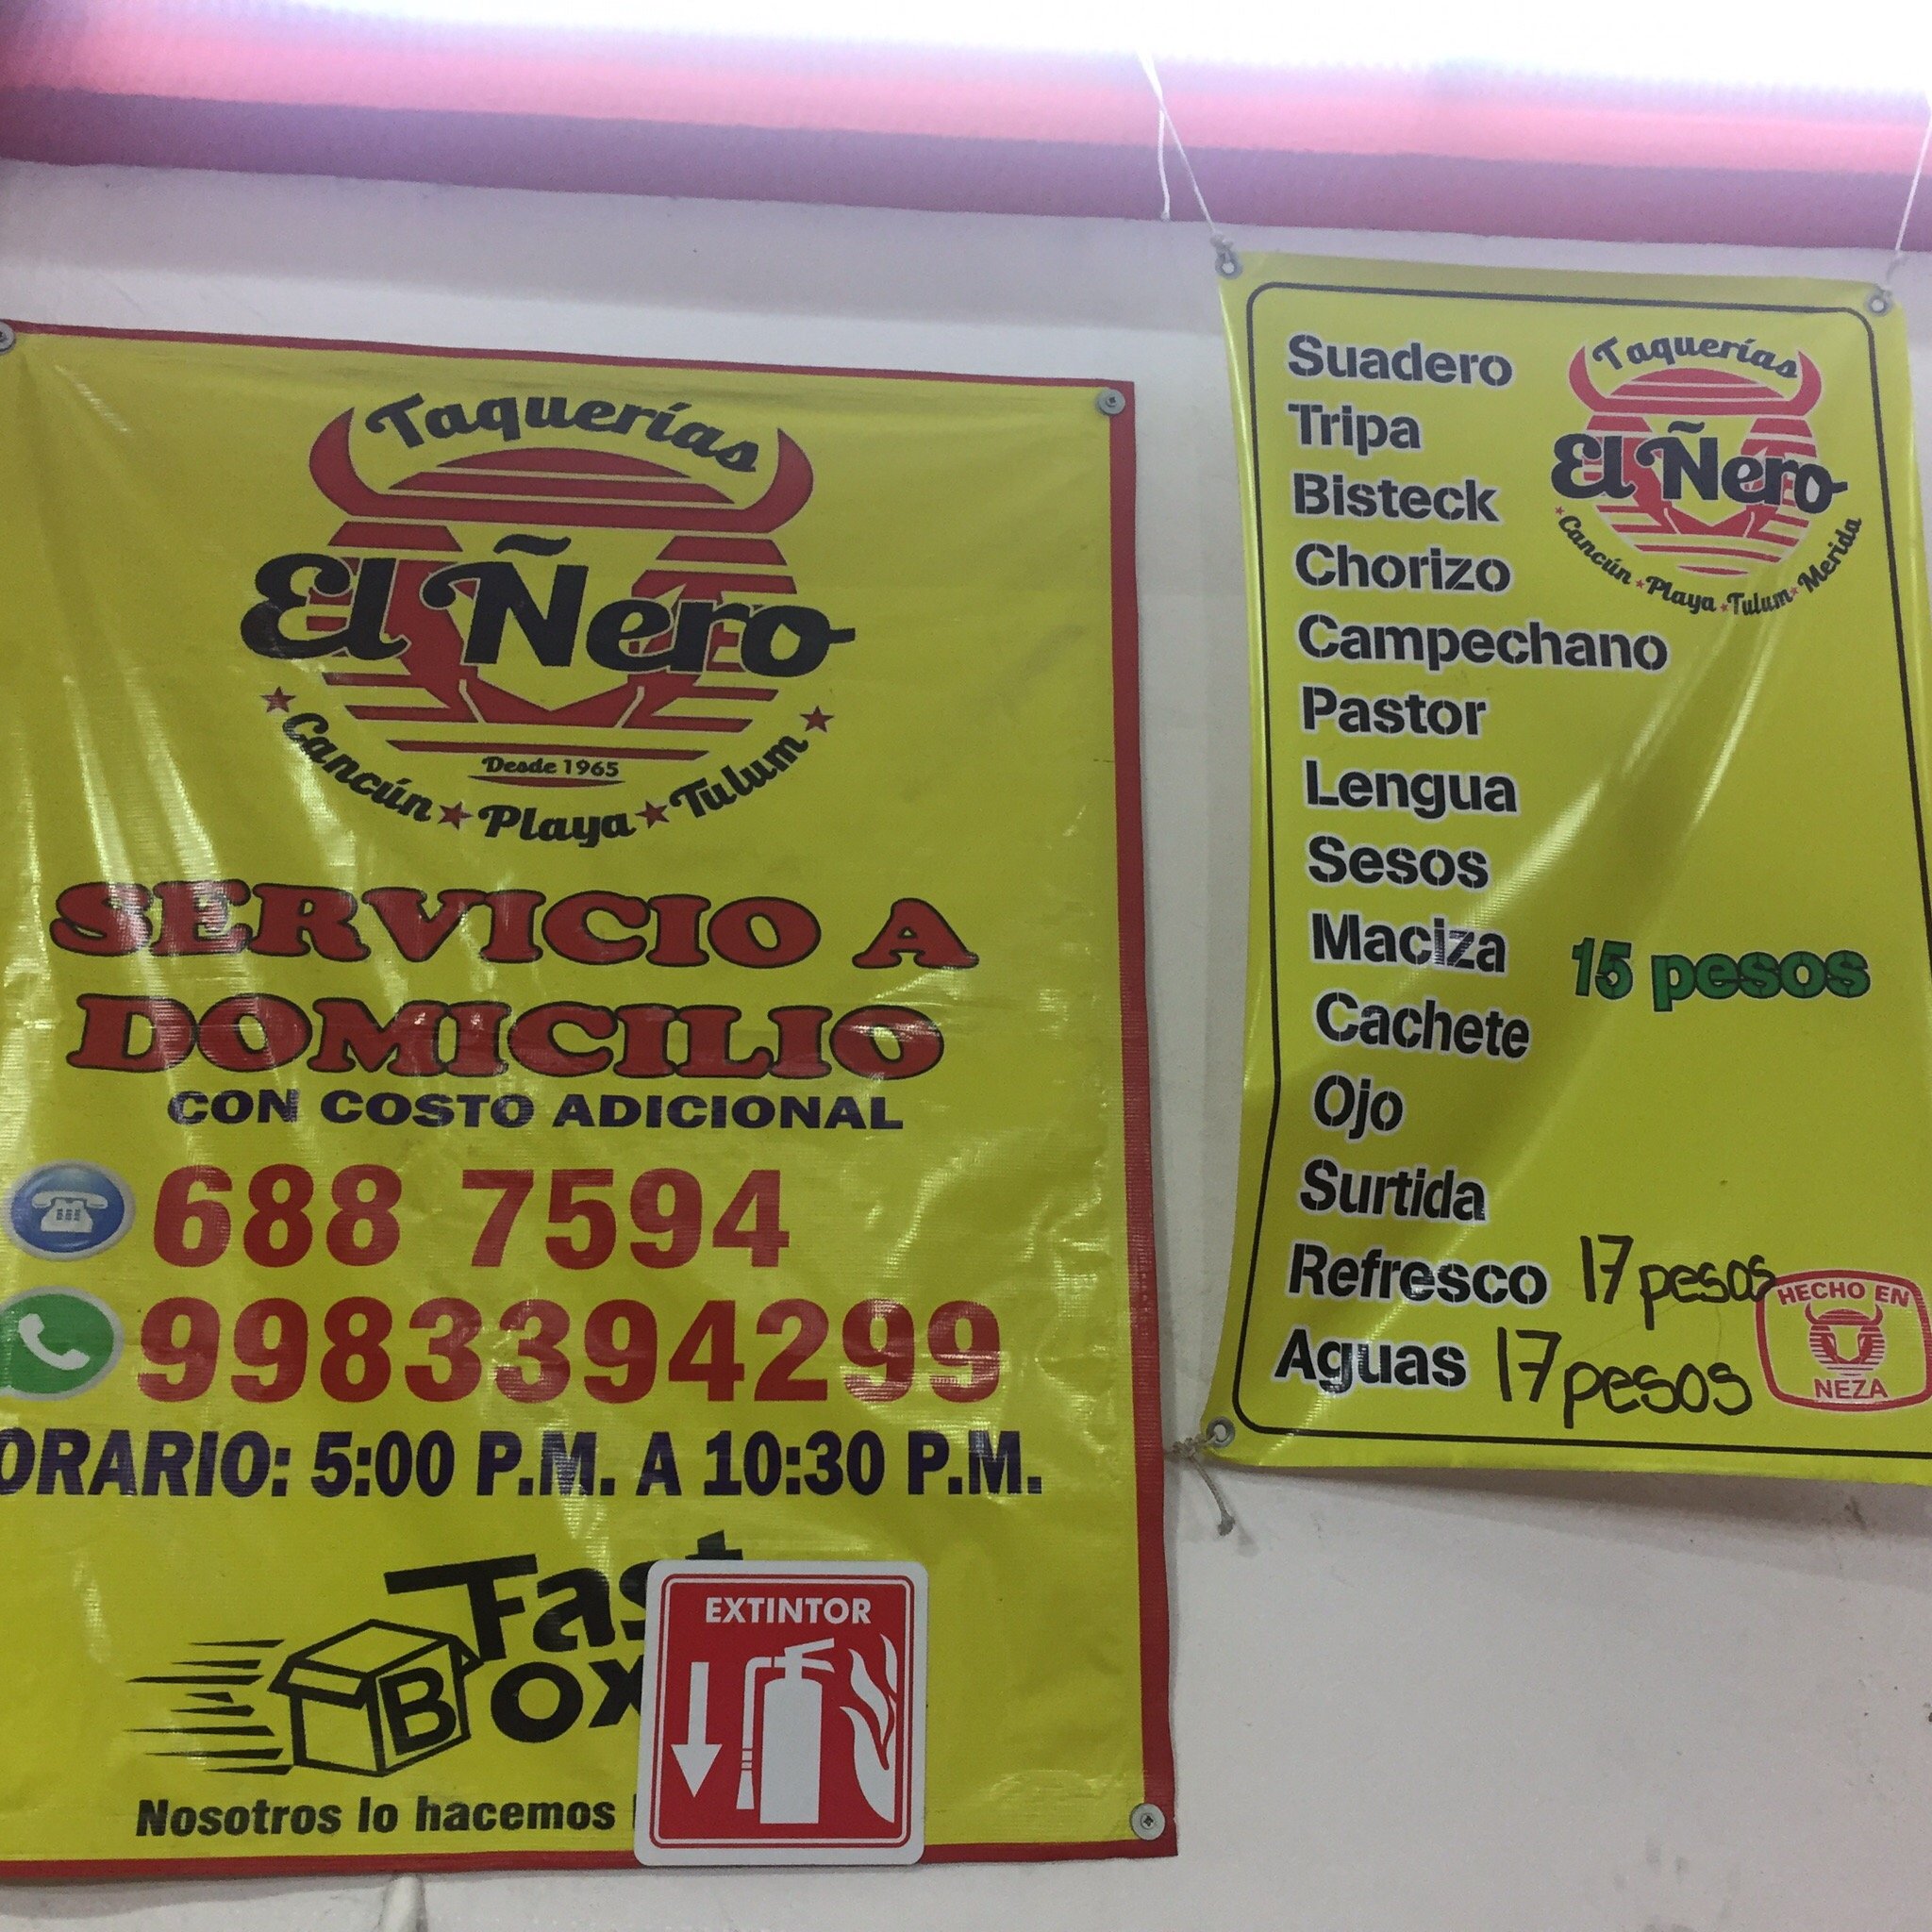 Taquerías
El Ñero
Desde 1965
Cancún Playa Tulum
SERVICIO A
DOMICILIO
CON COSTO ADICIONAL
688 7594
9983394299
ORARIO: 5:00 P.M. A 10:30 P.M.
Fast
Box
Nosotros lo hacemos
EXTINTOR
Taquerías
El Ñero
Cancún Playa Tulum Merida
Suadero
Tripa
Bisteck
Chorizo
Campechano
Pastor
Lengua
Sesos
Maciza 15 pesos
Cachete
Ojo
Surtida
Refresco 17 pesos
Aguas 17 pesos
HECHO EN
NEZA